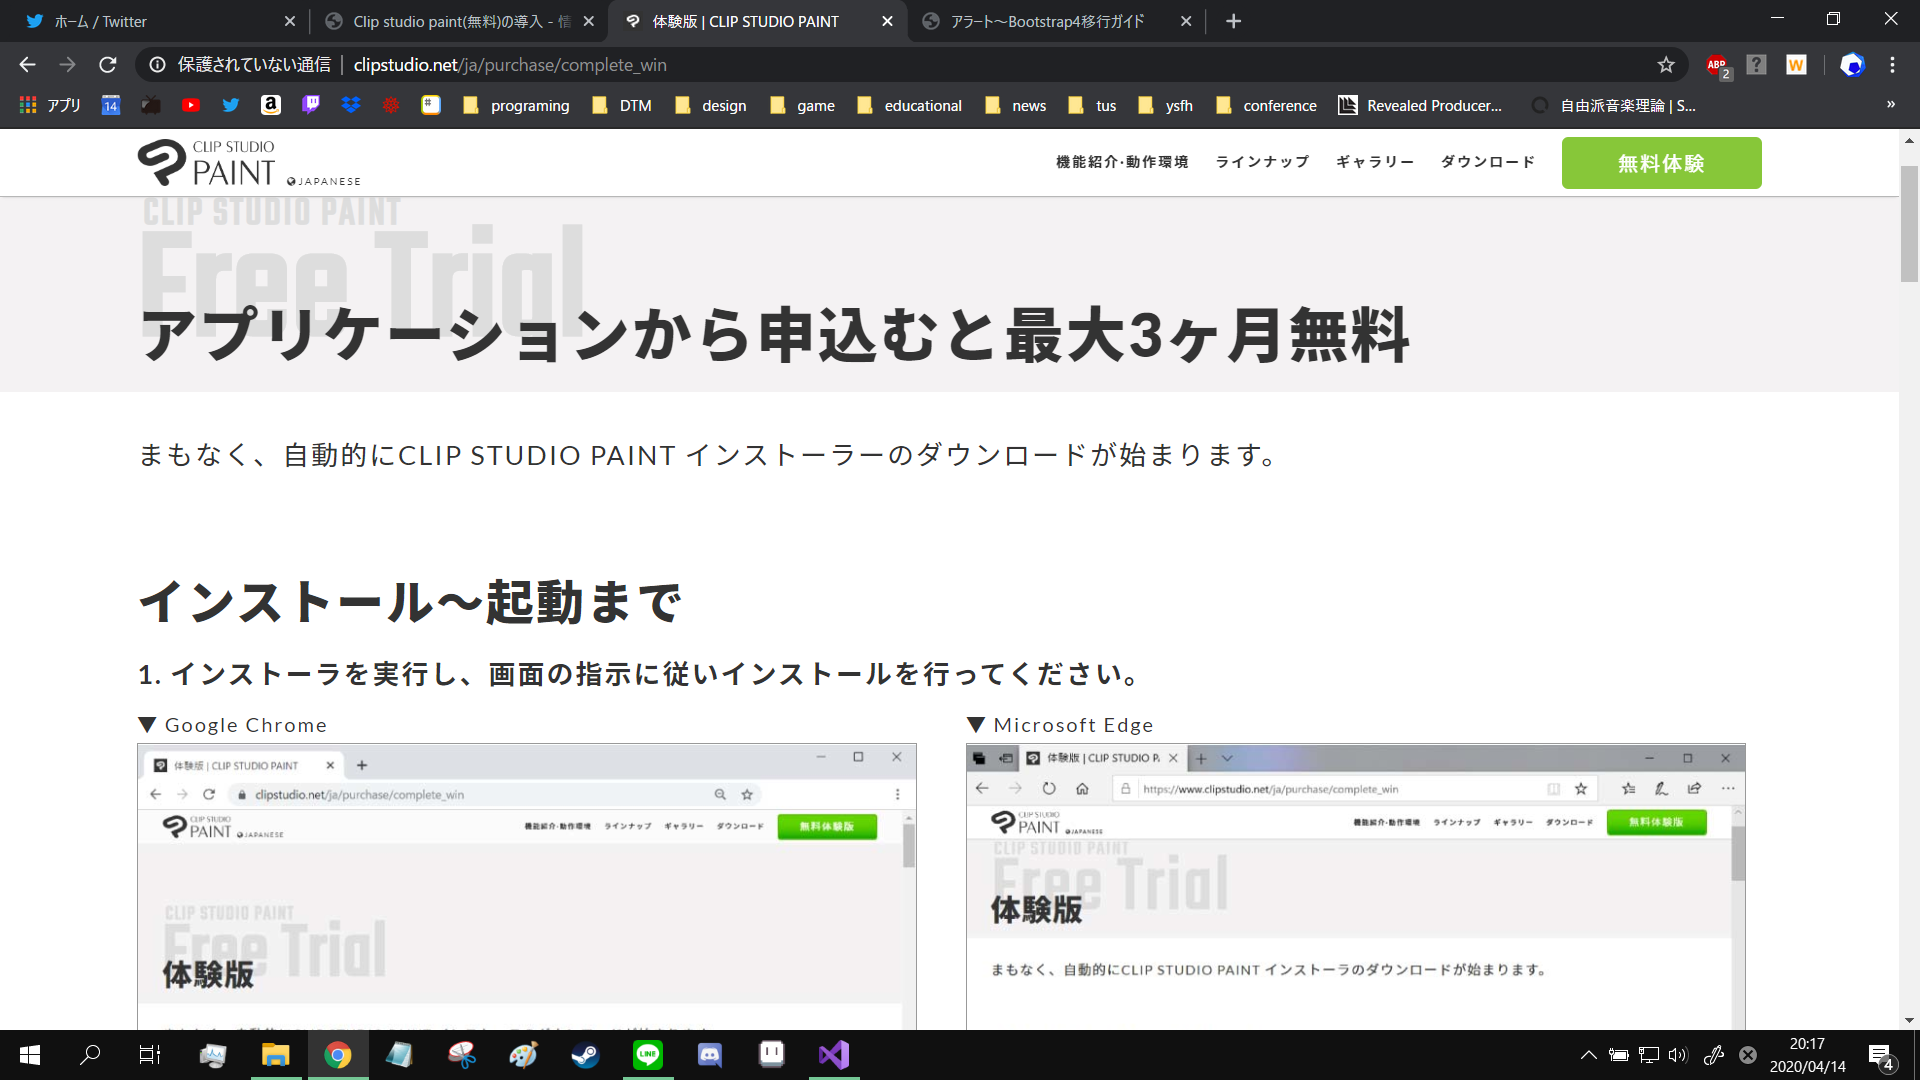 ホーム / Twitter
Clip studio paint(無料)の導入 - 情
体験版 | CLIP STUDIO PAINT
アラート～Bootstrap4移行ガイド
保護されていない通信
clipstudio.net/ja/purchase/complete_win
ABP
2
?
W
アプリ
14
a
#
programing
DTM
design
game
educational
news
tus
ysfh
conference
Revealed Producer...
自由派音楽理論 | S...
»
CLIP STUDIO
PAINT
JAPANESE
機能紹介·動作環境
ラインナップ
ギャラリー
ダウンロード
無料体験
CLIP STUDIO PAINT
Free Trial
アプリケーションから申込むと最大3ヶ月無料
まもなく、自動的にCLIP STUDIO PAINT インストーラーのダウンロードが始まります。
インストール～起動まで
1. インストーラを実行し、画面の指示に従いインストールを行ってください。
▼ Google Chrome
体験版 | CLIP STUDIO PAINT
clipstudio.net/ja/purchase/complete_win
CLIP STUDIO
PAINT
JAPANESE
機能紹介·動作環境
ラインナップ
ギャラリー
ダウンロード
無料体験版
CLIP STUDIO PAINT
Free Trial
体験版
▼ Microsoft Edge
体験版 | CLIP STUDIO P
https://www.clipstudio.net/ja/purchase/complete_win
CLIP STUDIO
PAINT
JAPANESE
機能紹介·動作環境
ラインナップ
ギャラリー
ダウンロード
無料体験版
CLIP STUDIO PAINT
Free Trial
体験版
まもなく、自動的にCLIP STUDIO PAINT インストーラのダウンロードが始まります。
LINE
20:17
2020/04/14
4